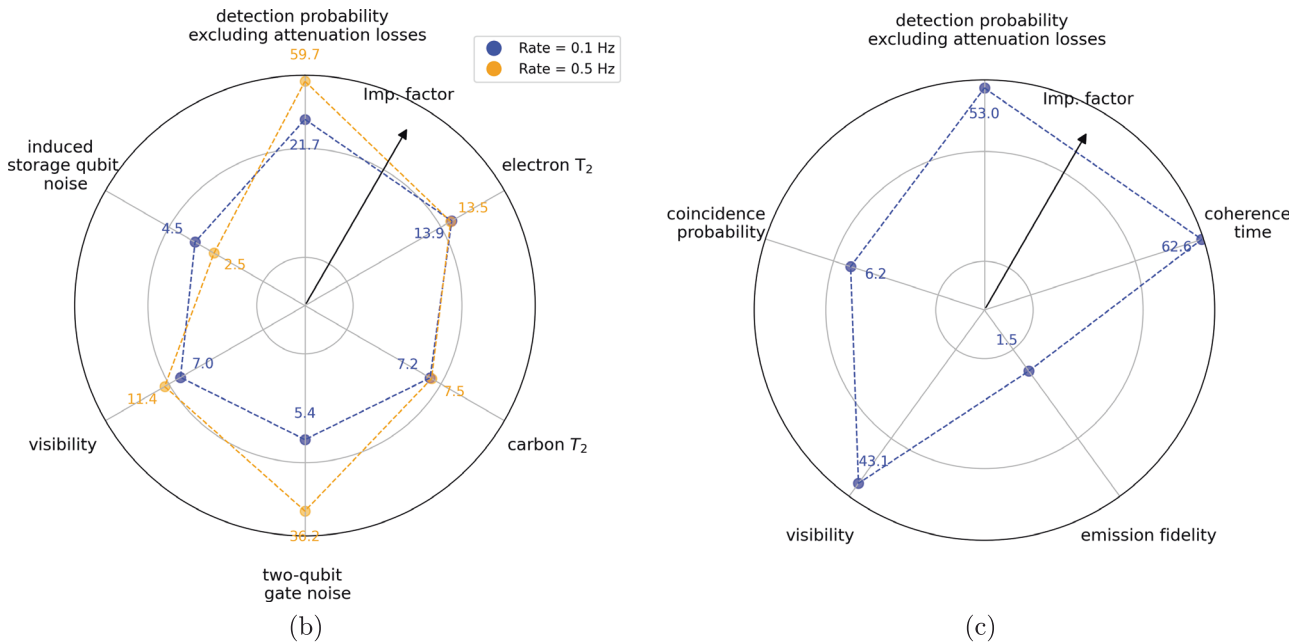 detection probability
excluding attenuation losses
59.7
Rate = 0.1 Hz
Rate = 0.5 Hz
Imp. factor
21.7
induced
storage qubit
noise
electron T₂
4.5
13.5
13.9
2.5
7.0
7.2
11.4
7.5
5.4
visibility
carbon T₂
36.2
two-qubit
gate noise
(b)
detection probability
excluding attenuation losses
Imp. factor
53.0
coincidence
probability
coherence
time
62.6
6.2
1.5
43.1
visibility
emission fidelity
(c)